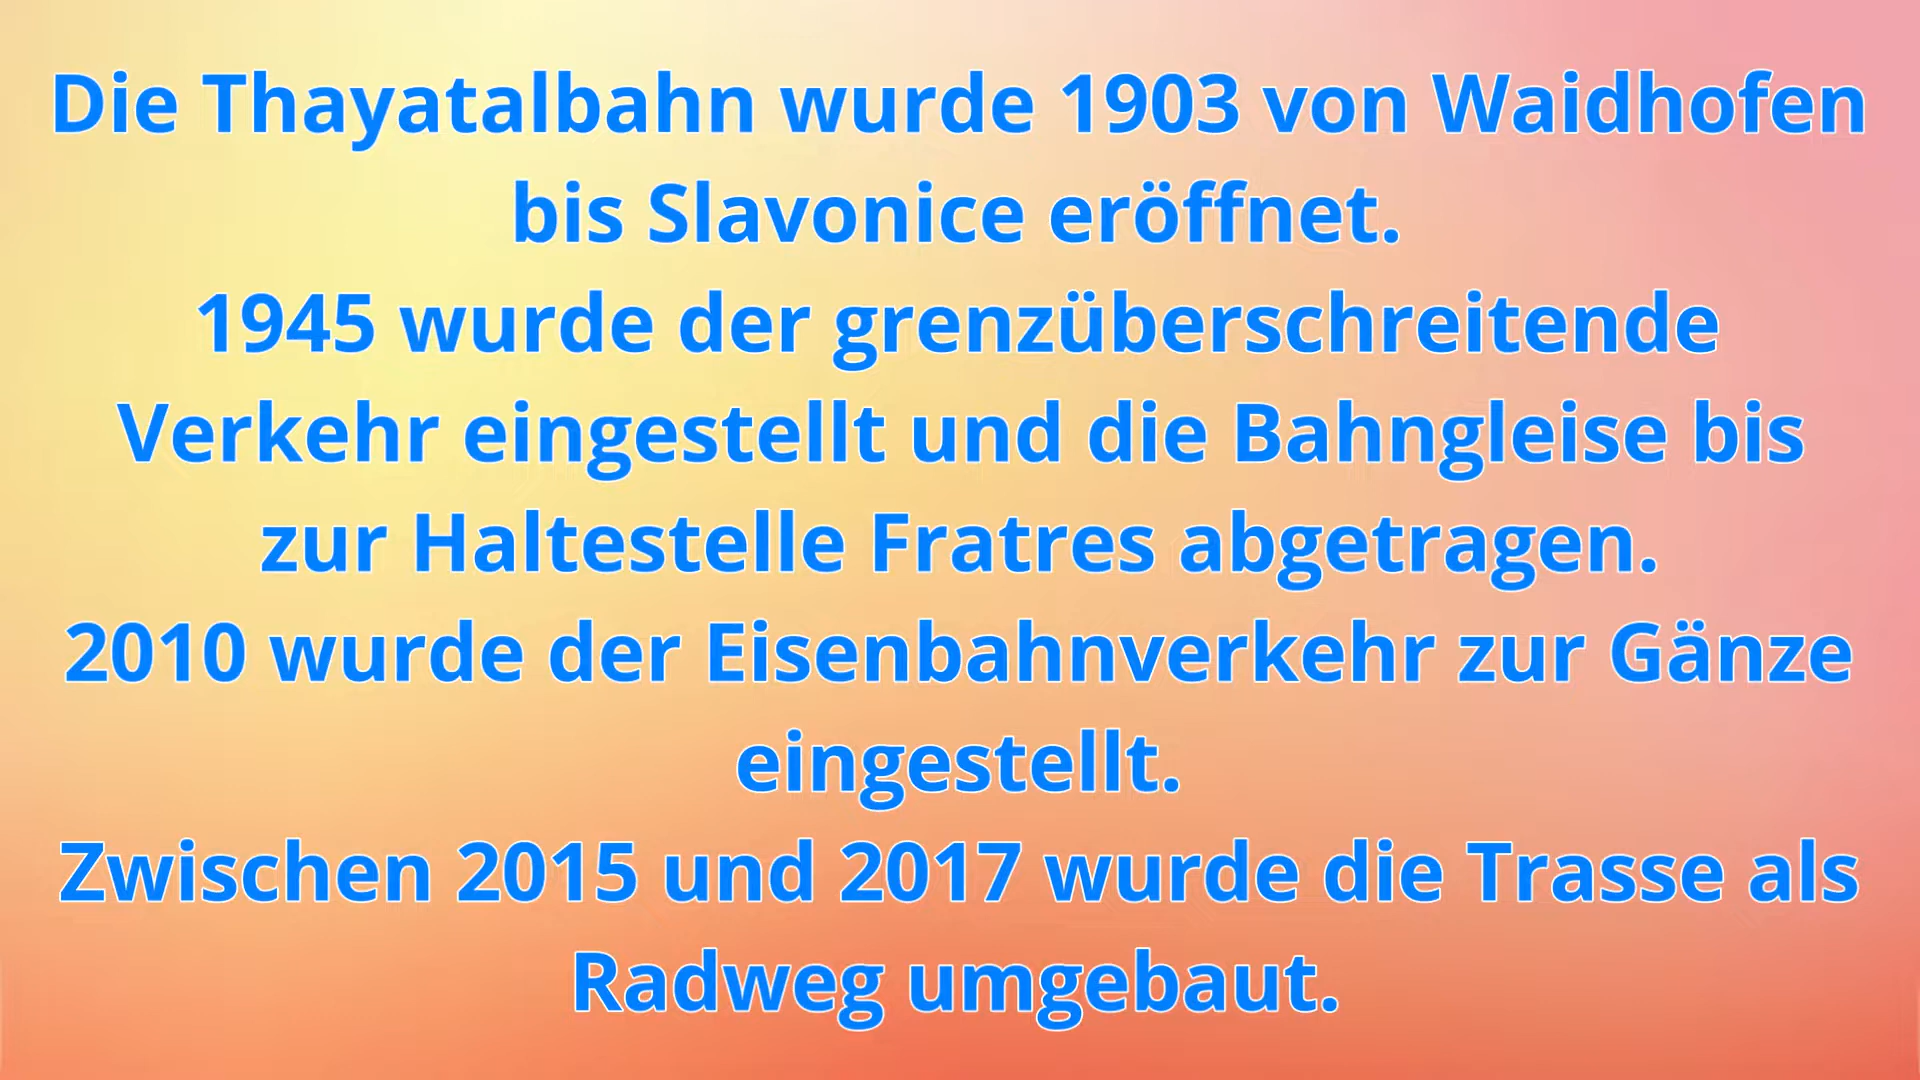 Die Thayatalbahn wurde 1903 von Waidhofen
bis Slavonice eröffnet.
1945 wurde der grenzüberschreitende
Verkehr eingestellt und die Bahngleise bis
zur Haltestelle Fratres abgetragen.
2010 wurde der Eisenbahnverkehr zur Gänze
eingestellt.
Zwischen 2015 und 2017 wurde die Trasse als
Radweg umgebaut.